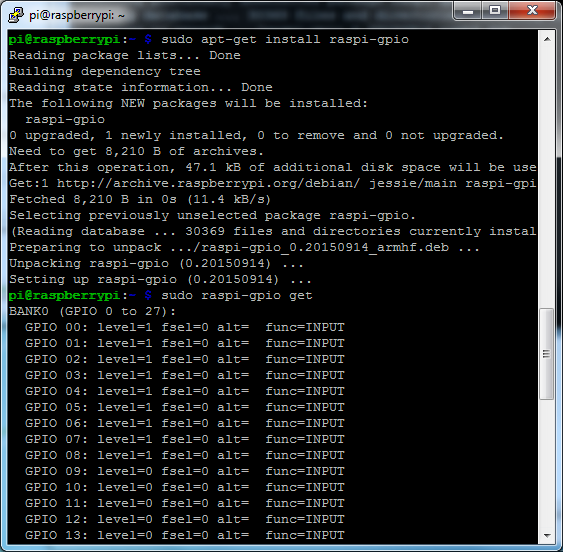 pi@raspberrypi: ~
pi@raspberrypi:~ $ sudo apt-get install raspi-gpio
Reading package lists... Done
Building dependency tree
Reading state information... Done
The following NEW packages will be installed:
  raspi-gpio
0 upgraded, 1 newly installed, 0 to remove and 0 not upgraded.
Need to get 8,210 B of archives.
After this operation, 47.1 kB of additional disk space will be use
Get:1 http://archive.raspberrypi.org/debian/ jessie/main raspi-gpi
Fetched 8,210 B in 0s (11.4 kB/s)
Selecting previously unselected package raspi-gpio.
(Reading database ... 30369 files and directories currently instal
Preparing to unpack .../raspi-gpio_0.20150914_armhf.deb ...
Unpacking raspi-gpio (0.20150914) ...
Setting up raspi-gpio (0.20150914) ...
pi@raspberrypi:~ $ sudo raspi-gpio get
BANK0 (GPIO 0 to 27):
  GPIO 00: level=1 fsel=0 alt=  func=INPUT
  GPIO 01: level=1 fsel=0 alt=  func=INPUT
  GPIO 02: level=1 fsel=0 alt=  func=INPUT
  GPIO 03: level=1 fsel=0 alt=  func=INPUT
  GPIO 04: level=1 fsel=0 alt=  func=INPUT
  GPIO 05: level=1 fsel=0 alt=  func=INPUT
  GPIO 06: level=1 fsel=0 alt=  func=INPUT
  GPIO 07: level=1 fsel=0 alt=  func=INPUT
  GPIO 08: level=1 fsel=0 alt=  func=INPUT
  GPIO 09: level=0 fsel=0 alt=  func=INPUT
  GPIO 10: level=0 fsel=0 alt=  func=INPUT
  GPIO 11: level=0 fsel=0 alt=  func=INPUT
  GPIO 12: level=0 fsel=0 alt=  func=INPUT
  GPIO 13: level=0 fsel=0 alt=  func=INPUT